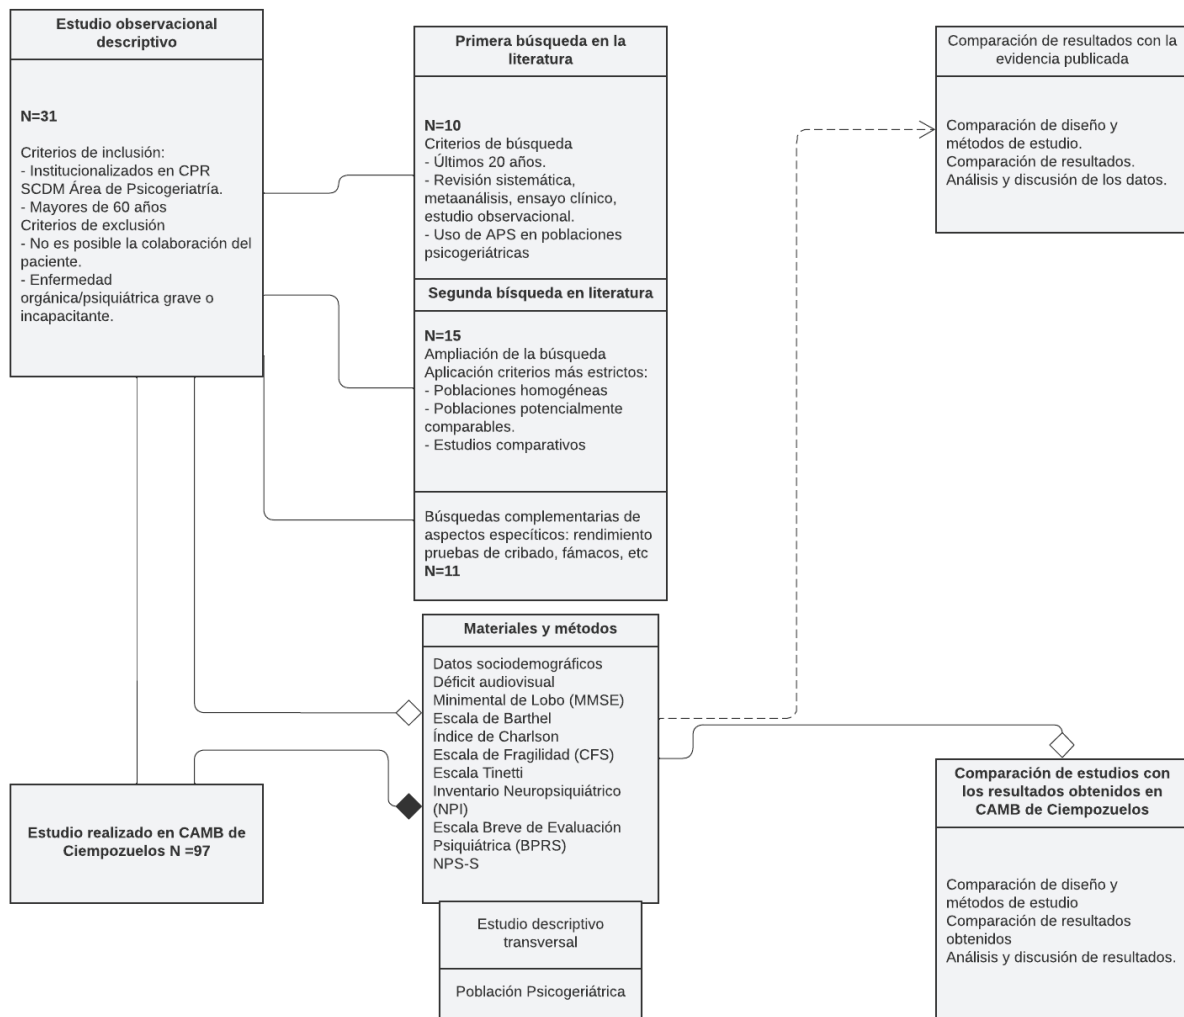 Estudio observacional
descriptivo
N=31
Criterios de inclusión:
- Institucionalizados en CPR
SCDM Área de Psicogeriatría.
- Mayores de 60 años
Criterios de exclusión
- No es posible la colaboración del
paciente.
- Enfermedad
orgánica/psiquiátrica grave o
incapacitante.
Primera búsqueda en la
literatura
N=10
Criterios de búsqueda
- Últimos 20 años.
- Revisión sistemática,
metaanálisis, ensayo clínico,
estudio observacional.
- Uso de APS en poblaciones
psicogeriátricas
Segunda bísqueda en literatura
N=15
Ampliación de la búsqueda
Aplicación criterios más estrictos:
- Poblaciones homogéneas
- Poblaciones potencialmente
comparables.
- Estudios comparativos
Búsquedas complementarias de
aspectos específicos: rendimiento
pruebas de cribado, fámacos, etc
N=11
Comparación de resultados con la
evidencia publicada
Comparación de diseño y
métodos de estudio.
Comparación de resultados.
Análisis y discusión de los datos.
Materiales y métodos
Datos sociodemográficos
Déficit audiovisual
Minimental de Lobo (MMSE)
Escala de Barthel
Índice de Charlson
Escala de Fragilidad (CFS)
Escala Tinetti
Inventario Neuropsiquiátrico
(NPI)
Escala Breve de Evaluación
Psiquiátrica (BPRS)
NPS-S
Estudio descriptivo
transversal
Población Psicogeriátrica
Estudio realizado en CAMB de
Ciempozuelos N =97
Comparación de estudios con
los resultados obtenidos en
CAMB de Ciempozuelos
Comparación de diseño y
métodos de estudio
Comparación de resultados
obtenidos
Análisis y discusión de resultados.